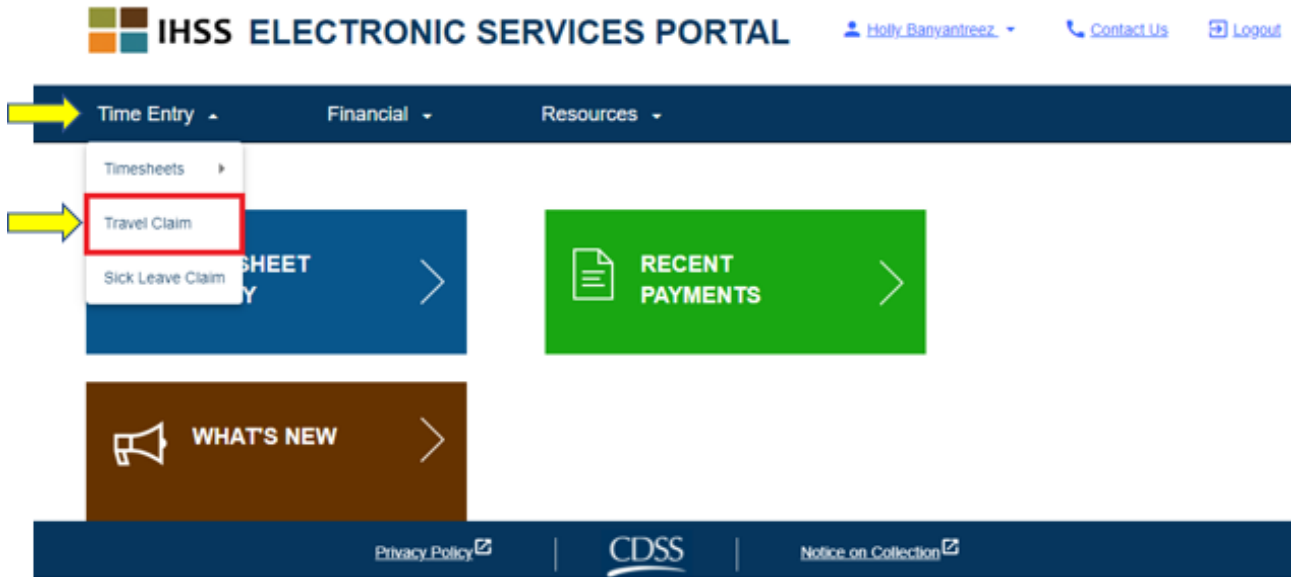 IHSS ELECTRONIC SERVICES PORTAL Holly Banyantreez Contact Us Logout
Time Entry Financial Resources
Timesheets
Travel Claim
Sick Leave Claim
SHEET
Y
RECENT
PAYMENTS
WHAT'S NEW
Privacy Policy CDSS Notice on Collection